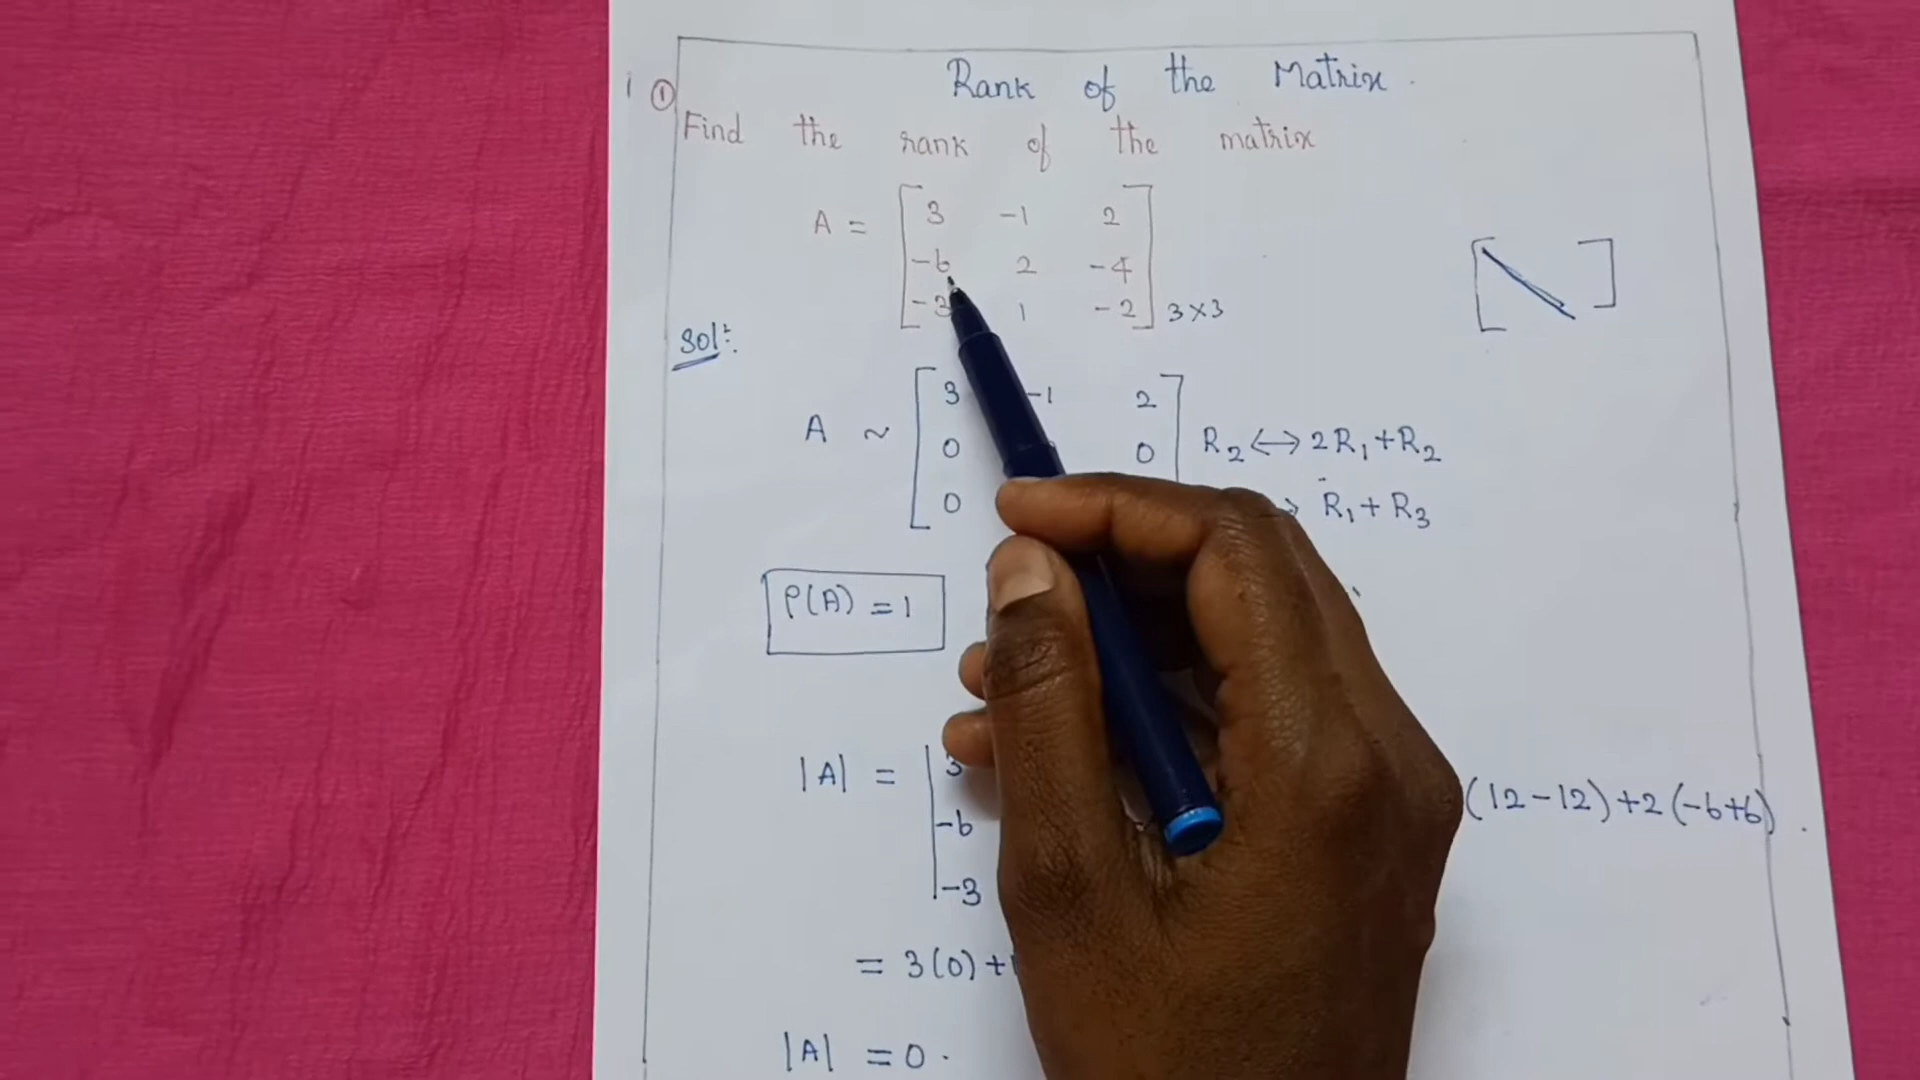 Rank of the Matrix.
1 ①
Find the rank of the matrix
A = [ 3 -1 2
-6 2 -4
-3 1 -2 ] 3×3
Sol:
A ~ [ 3 -1 2
0 0 ] R2 ↔ 2R1+R2
0 R1+R3
ρ(A) = 1
|A| = | 3
-6 (12-12)+2(-6+6).
-3
= 3(0)+
|A| = 0.